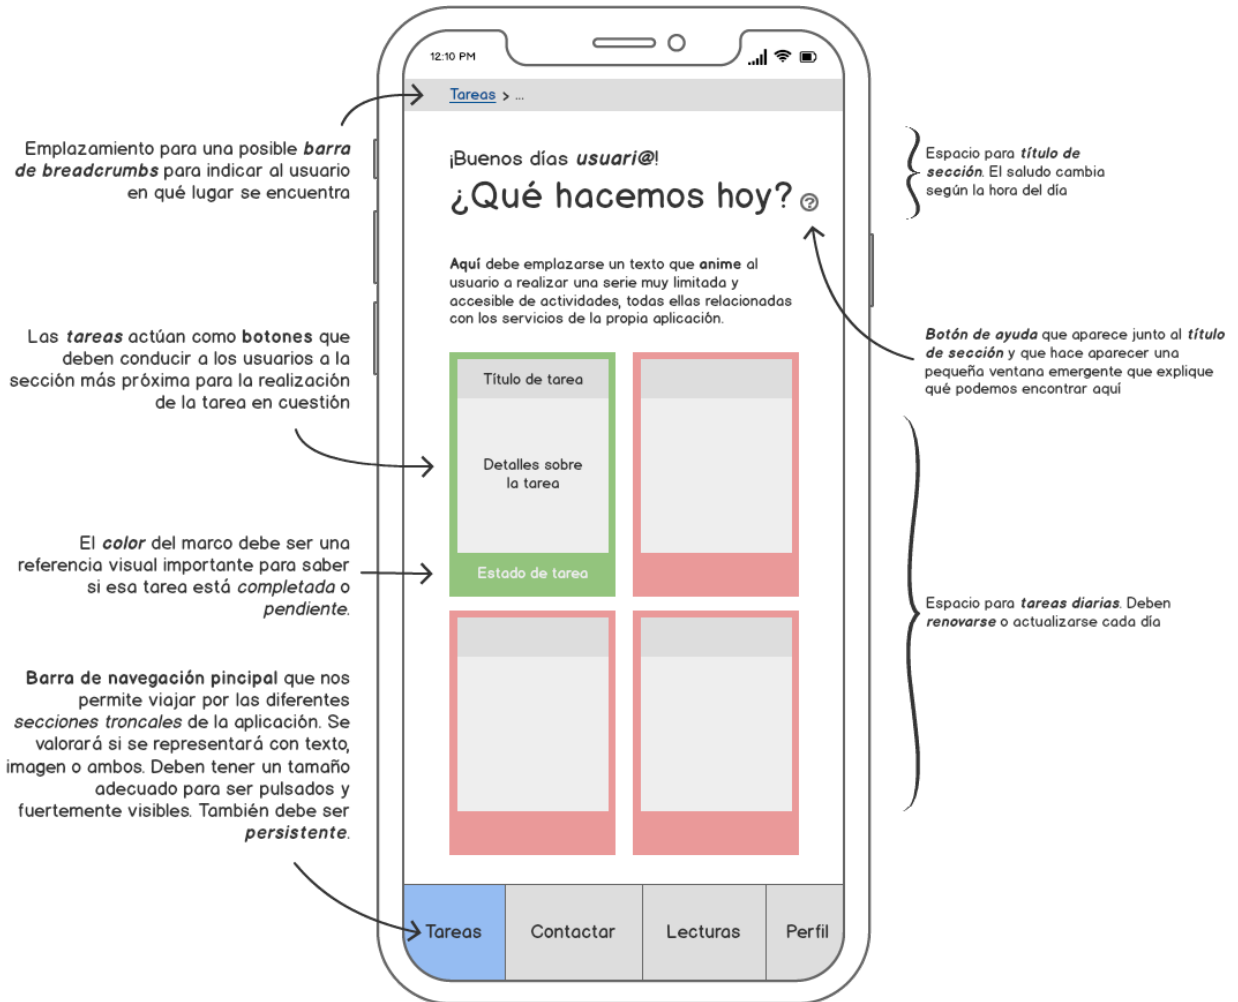 12:10 PM
Tareas > ...
Emplazamiento para una posible barra
de breadcrumbs para indicar al usuario
en qué lugar se encuentra
¡Buenos días usuari@!
¿Qué hacemos hoy?
?
Espacio para título de
sección. El saludo cambia
según la hora del día
Aquí debe emplazarse un texto que anime al
usuario a realizar una serie muy limitada y
accesible de actividades, todas ellas relacionadas
con los servicios de la propia aplicación.
Las tareas actúan como botones que
deben conducir a los usuarios a la
sección más próxima para la realización
de la tarea en cuestión
Botón de ayuda que aparece junto al título
de sección y que hace aparecer una
pequeña ventana emergente que explique
qué podemos encontrar aquí
Título de tarea
Detalles sobre
la tarea
Estado de tarea
El color del marco debe ser una
referencia visual importante para saber
si esa tarea está completada o
pendiente.
Espacio para tareas diarias. Deben
renovarse o actualizarse cada día
Barra de navegación pincipal que nos
permite viajar por las diferentes
secciones troncales de la aplicación. Se
valorará si se representará con texto,
imagen o ambos. Deben tener un tamaño
adecuado para ser pulsados y
fuertemente visibles. También debe ser
persistente.
Tareas
Contactar
Lecturas
Perfil